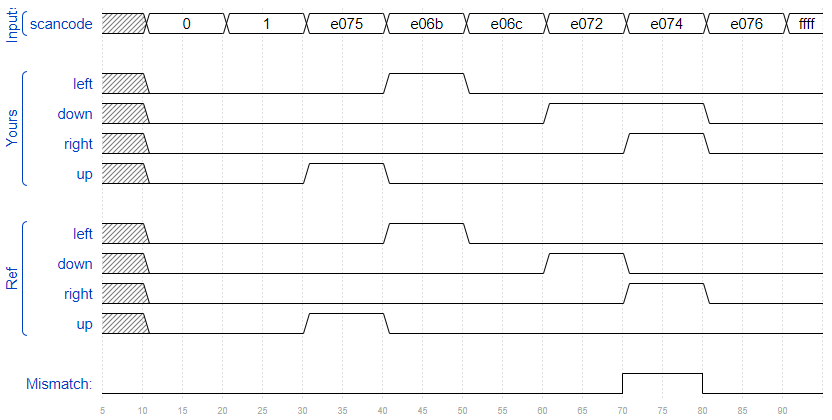 Inputs
scancode 0 1 e075 e06b e06c e072 e074 e076 ffff
Yours
left
down
right
up
Ref
left
down
right
up
Mismatch:
5 10 15 20 25 30 35 40 45 50 55 60 65 70 75 80 85 90